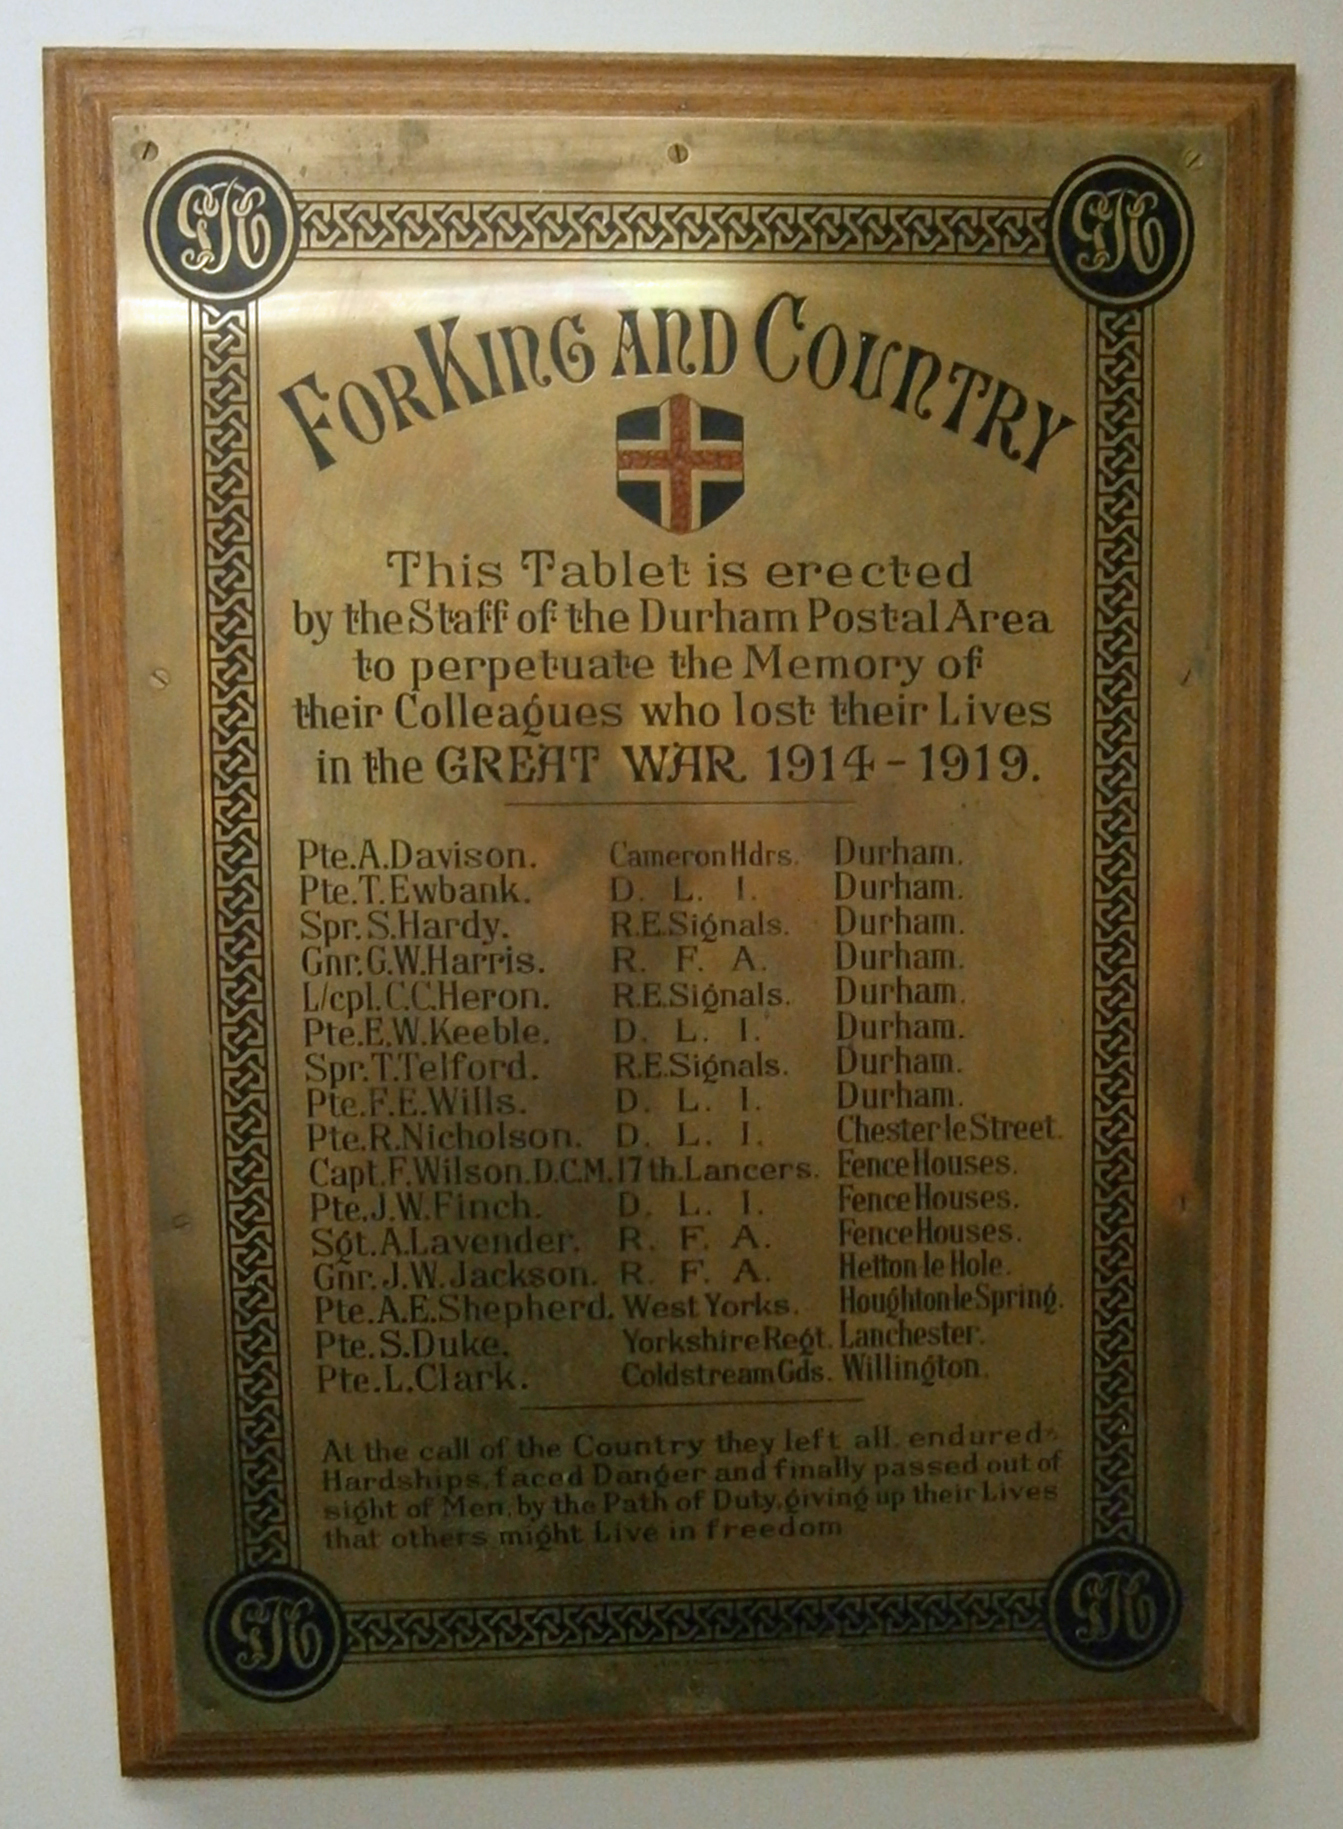 FOR KING AND COUNTRY
This Tablet is erected
by the Staff of the Durham Postal Area
to perpetuate the Memory of
their Colleagues who lost their Lives
in the GREAT WAR 1914-1919.
Pte.A.Davison. Cameron Hdrs. Durham.
Pte.T.Ewbank. D. L. I. Durham.
Spr.S.Hardy. R.E.Signals. Durham.
Gnr.G.W.Harris. R. F. A. Durham.
L/cpl.C.C.Heron. R.E.Signals. Durham.
Pte.E.W.Keeble. D. L. I. Durham.
Spr.T.Telford. R.E.Signals. Durham.
Pte.F.E.Wills. D. L. I. Durham.
Pte.R.Nicholson. D. L. I. Chester le Street.
Capt.F.Wilson.D.C.M. 17th.Lancers. Fence Houses.
Pte.J.W.Finch. D. L. I. Fence Houses.
Sgt.A.Lavender. R. F. A. Fence Houses.
Gnr.J.W.Jackson. R. F. A. Hetton le Hole.
Pte.A.E.Shepherd. West Yorks. Houghton le Spring.
Pte.S.Duke. Yorkshire Regt. Lanchester.
Pte.L.Clark. Coldstream Gds. Willington.
At the call of the Country they left all, endured
Hardships, faced Danger and finally passed out of
sight of Men, by the Path of Duty, giving up their Lives
that others might Live in freedom